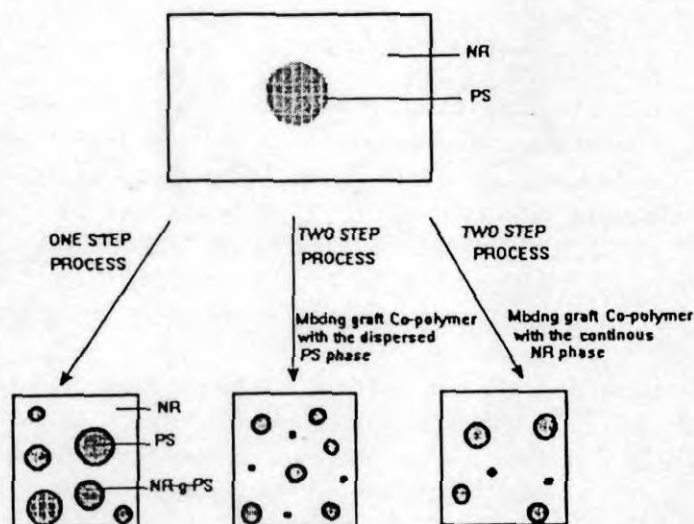 NR
PS
ONE STEP
PROCESS
TWO STEP
PROCESS
TWO STEP
PROCESS
Mbdng graft Co-polymer
with the dispersed
PS phase
Mbdng graft Co-polymer
with the continous
NR phase
NR
PS
NR-g-PS